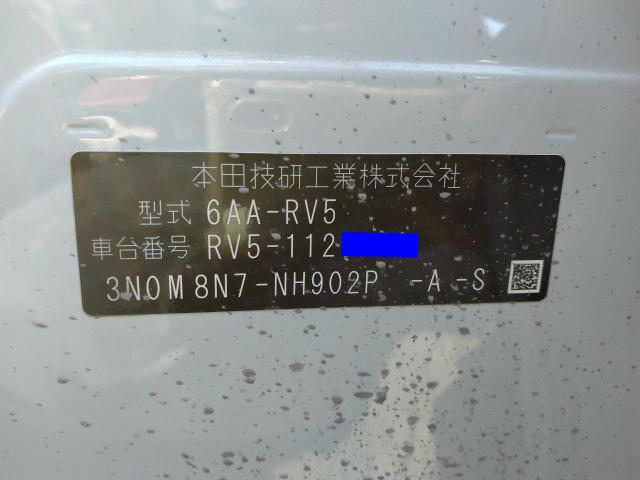 本田技研工業株式会社
型式 6AA-RV5
車台番号 RV5-112
3N0M 8N7-NH902P -A -S